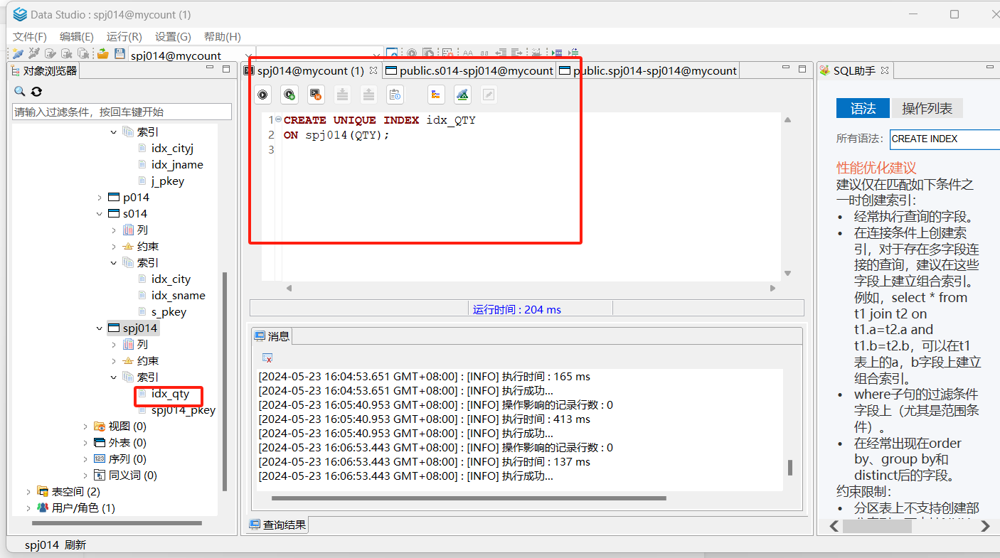 Data Studio : spj014@mycount (1)
文件(F) 编辑(E) 运行(R) 设置(G) 帮助(H)
spj014@mycount
对象浏览器
请输入过滤条件，按回车键开始
索引
idx_cityj
idx_jname
j_pkey
p014
s014
列
约束
索引
idx_city
idx_sname
s_pkey
spj014
列
约束
索引
idx_qty
spj014_pkey
视图 (0)
外表 (0)
序列 (0)
同义词 (0)
表空间 (2)
用户/角色 (1)
spj014 刷新
spj014@mycount (1) public.s014-spj014@mycount public.spj014-spj014@mycount
1 CREATE UNIQUE INDEX idx_QTY
2 ON spj014(QTY);
3
运行时间 : 204 ms
消息
[2024-05-23 16:04:53.651 GMT+08:00] : [INFO] 执行时间 : 165 ms
[2024-05-23 16:04:53.651 GMT+08:00] : [INFO] 执行成功...
[2024-05-23 16:05:40.953 GMT+08:00] : [INFO] 操作影响的记录行数 : 0
[2024-05-23 16:05:40.953 GMT+08:00] : [INFO] 执行时间 : 413 ms
[2024-05-23 16:05:40.953 GMT+08:00] : [INFO] 执行成功...
[2024-05-23 16:06:53.443 GMT+08:00] : [INFO] 操作影响的记录行数 : 0
[2024-05-23 16:06:53.443 GMT+08:00] : [INFO] 执行时间 : 137 ms
[2024-05-23 16:06:53.443 GMT+08:00] : [INFO] 执行成功...
查询结果
SQL助手
语法 操作列表
所有语法: CREATE INDEX
性能优化建议
建议仅在匹配如下条件之
一时创建索引：
• 经常执行查询的字段。
• 在连接条件上创建索
引，对于存在多字段连
接的查询，建议在这些
字段上建立组合索引。
例如，select * from
t1 join t2 on
t1.a=t2.a and
t1.b=t2.b，可以在t1
表上的a，b字段上建立
组合索引。
• where子句的过滤条件
字段上（尤其是范围条
件）。
• 在经常出现在order
by、group by和
distinct后的字段。
约束限制：
• 分区表上不支持创建部